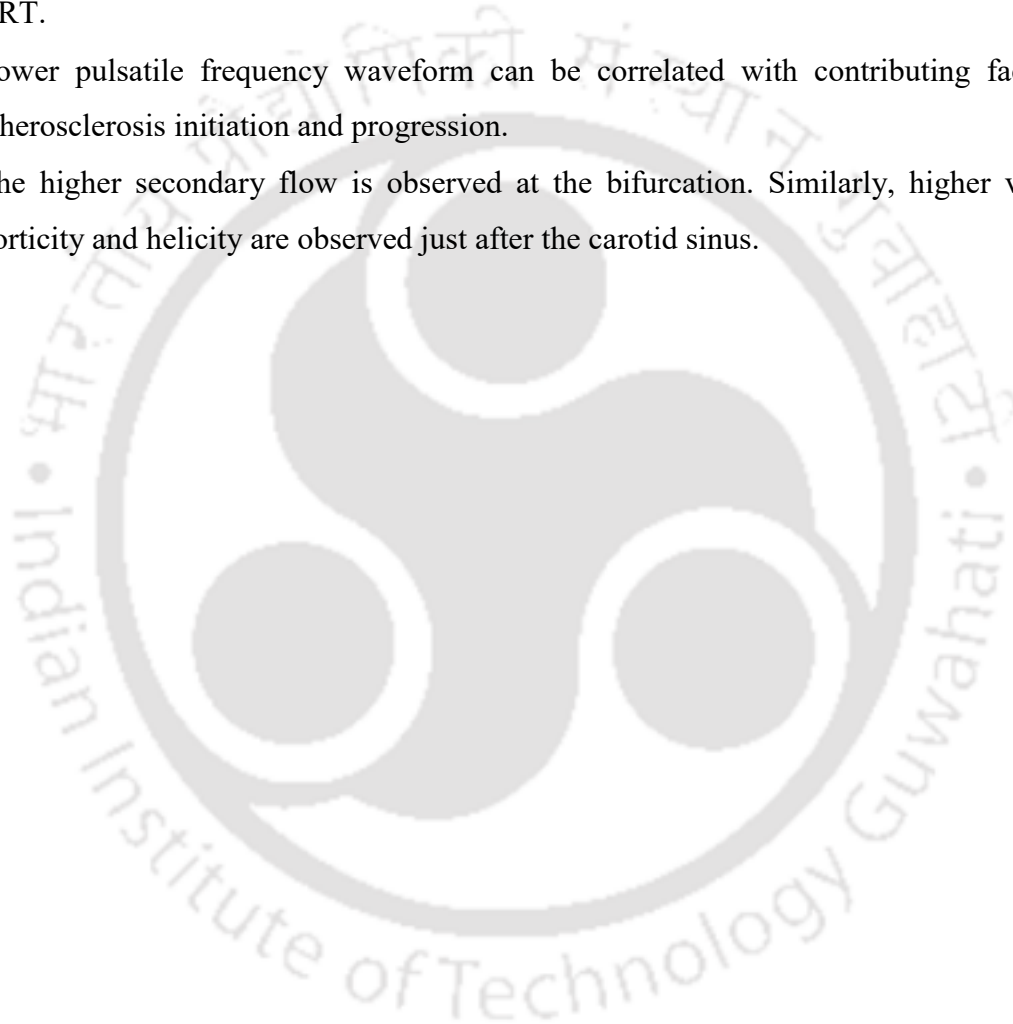 RT.
ower pulsatile frequency waveform can be correlated with contributing fa
herosclerosis initiation and progression.
he higher secondary flow is observed at the bifurcation. Similarly, higher v
orticity and helicity are observed just after the carotid sinus.
भारतीय प्रौद्योगिकी संस्थान गुवाहाटी
Indian Institute of Technology Guwahati